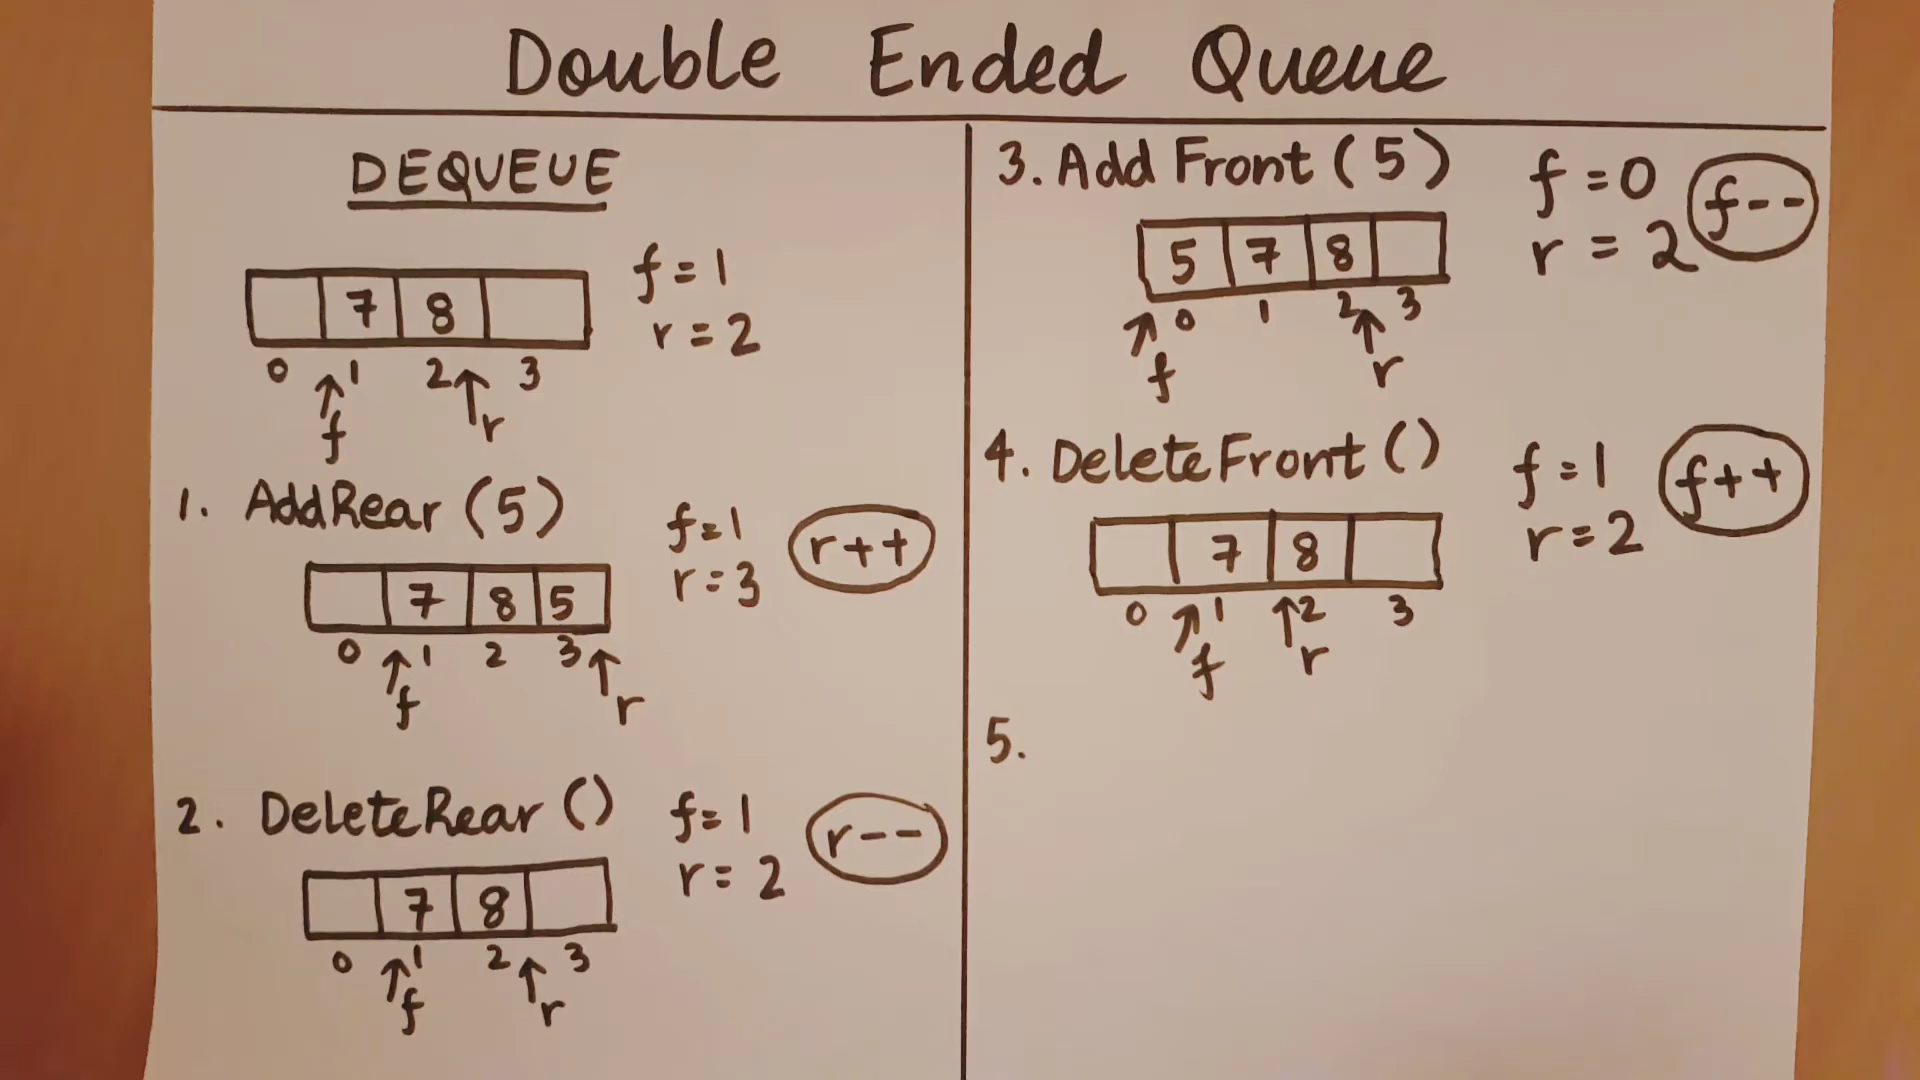 Double Ended Queue
DEQUEUE
f=1
r=2
7 8
0 1 2 3
f r
1. AddRear (5)
f=1
r=3
r++
7 8 5
0 1 2 3
f r
2. DeleteRear ()
f=1
r=2
r--
7 8
0 1 2 3
f r
3. Add Front (5)
f=0
r=2
f--
5 7 8
0 1 2 3
f r
4. DeleteFront ()
f=1
r=2
f++
7 8
0 1 2 3
f r
5.